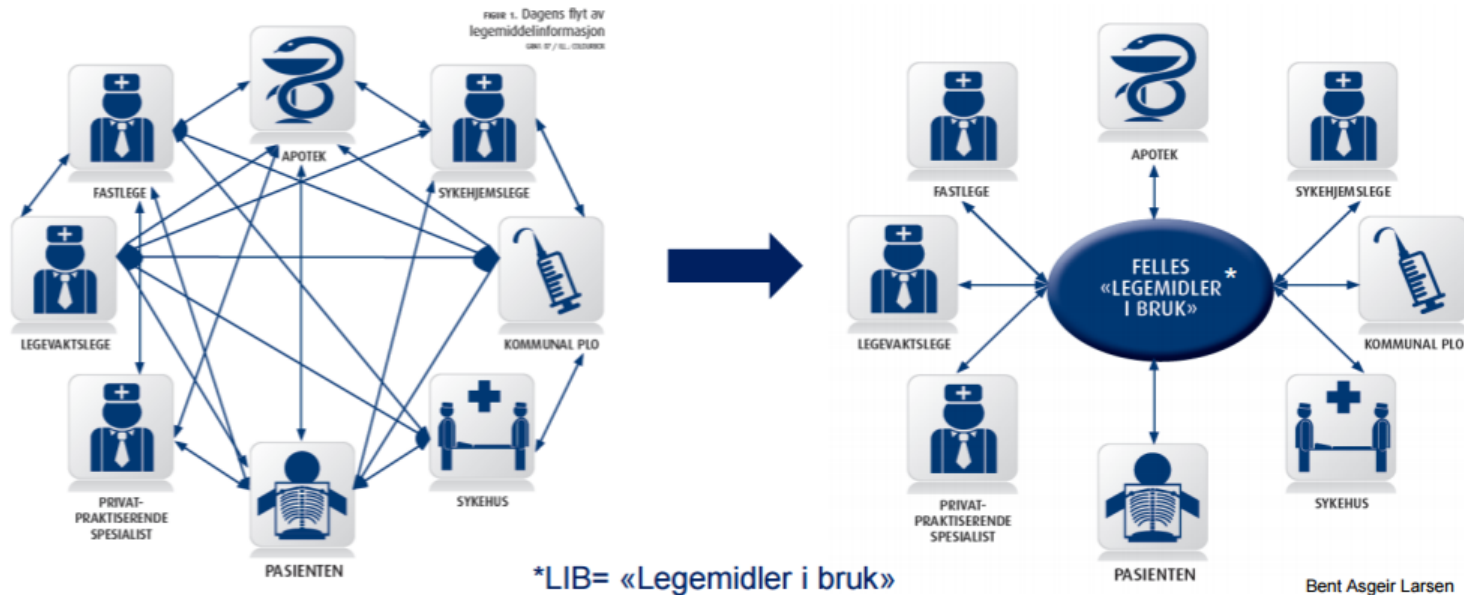 FIGUR 1. Dagens flyt av
legemiddelinformasjon
FASTLEGE
APOTEK
SYKEHJEMSLEGE
LEGEVAKTSLEGE
KOMMUNAL PLO
PRIVAT-
PRAKTISERENDE
SPESIALIST
PASIENTEN
SYKEHUS
APOTEK
FASTLEGE
SYKEHJEMSLEGE
FELLES
«LEGEMIDLER *
I BRUK»
LEGEVAKTSLEGE
KOMMUNAL PLO
PRIVAT-
PRAKTISERENDE
SPESIALIST
PASIENTEN
SYKEHUS
*LIB= «Legemidler i bruk»
Bent Asgeir Larsen